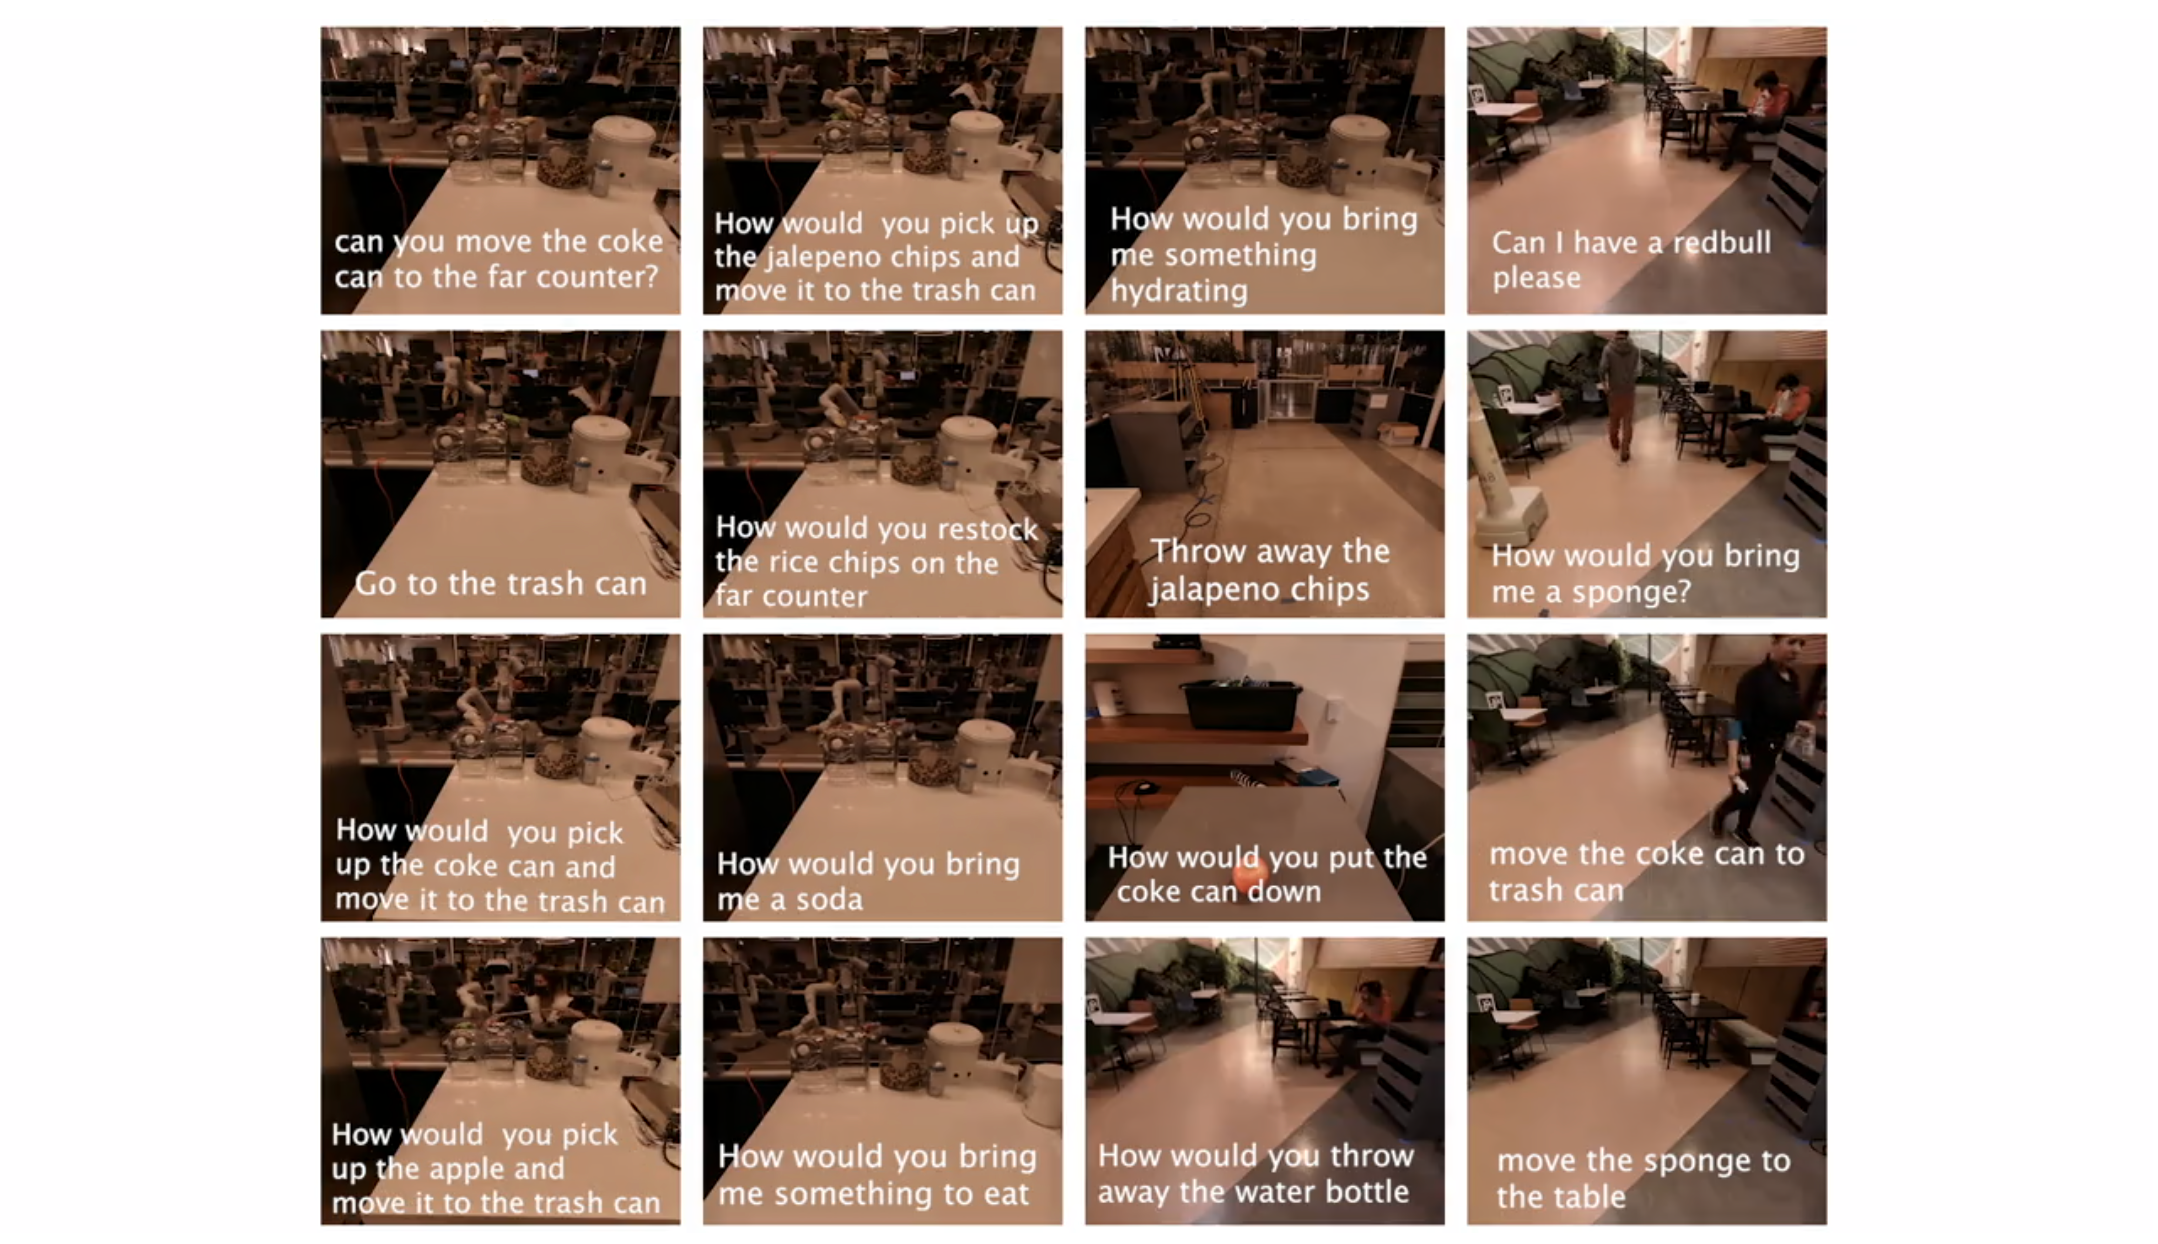 can you move the coke
can to the far counter?
How would you pick up
the jalepeno chips and
move it to the trash can
How would you bring
me something
hydrating
Can I have a redbull
please
Go to the trash can
How would you restock
the rice chips on the
far counter
Throw away the
jalapeno chips
How would you bring
me a sponge?
How would you pick
up the coke can and
move it to the trash can
How would you bring
me a soda
How would you put the
coke can down
move the coke can to
trash can
How would you pick
up the apple and
move it to the trash can
How would you bring
me something to eat
How would you throw
away the water bottle
move the sponge to
the table